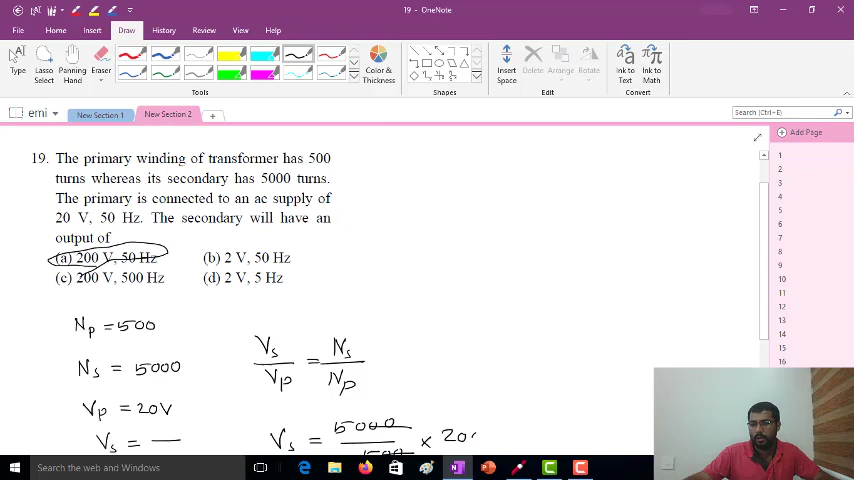 19 - OneNote
File Home Insert Draw History Review View
Type Lasso Select Panning Hand Eraser Color & Thickness Insert Space Delete Arrange Rotate Ink to Text Ink to Math
Tools Shapes Edit Convert
emi New Section 1 New Section 2 + Search (Ctrl+E)
Add Page
1
2
3
4
5
6
7
8
9
10
11
12
13
14
15
16
19. The primary winding of transformer has 500
turns whereas its secondary has 5000 turns.
The primary is connected to an ac supply of
20 V, 50 Hz. The secondary will have an
output of
(a) 200 V, 50 Hz (b) 2 V, 50 Hz
(c) 200 V, 500 Hz (d) 2 V, 5 Hz
Np = 500
Ns = 5000
Vp = 20V
Vs = —
Vs / Vp = Ns / Np
Vs = 5000 / 500 × 20
Search the web and Windows